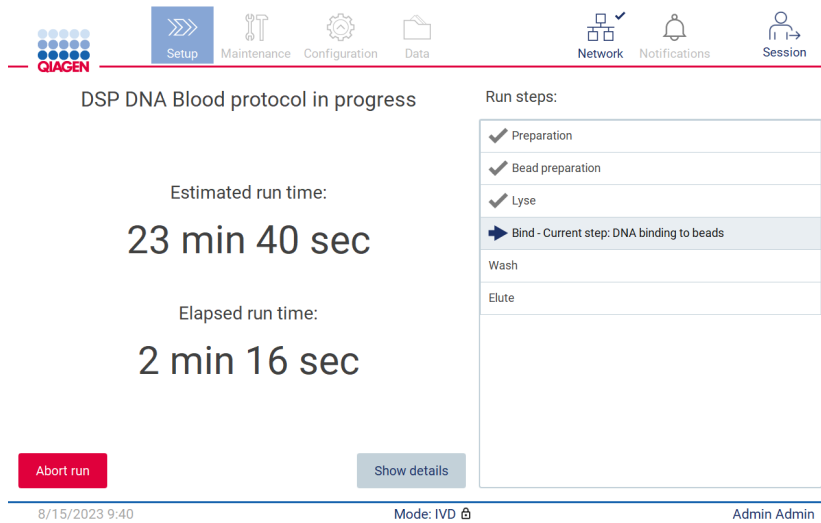 QIAGEN
Setup
Maintenance
Configuration
Data
Network
Notifications
Session
DSP DNA Blood protocol in progress
Estimated run time:
23 min 40 sec
Elapsed run time:
2 min 16 sec
Abort run
Show details
Run steps:
Preparation
Bead preparation
Lyse
Bind - Current step: DNA binding to beads
Wash
Elute
8/15/2023 9:40
Mode: IVD
Admin Admin